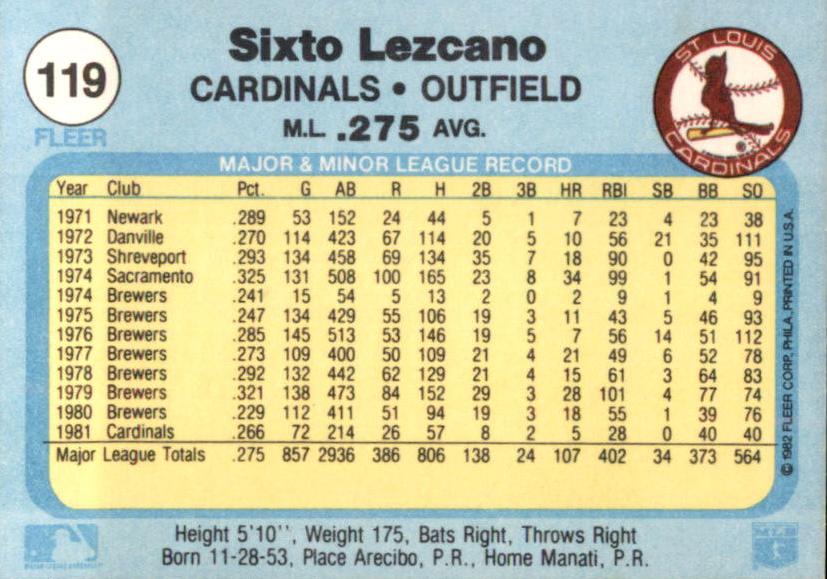 119
FLEER
Sixto Lezcano
CARDINALS • OUTFIELD
M.L. .275 AVG.
ST. LOUIS
CARDINALS
MAJOR & MINOR LEAGUE RECORD
Year Club Pct. G AB R H 2B 3B HR RBI SB BB SO
1971 Newark .289 53 152 24 44 5 1 7 23 4 23 38
1972 Danville .270 114 423 67 114 20 5 10 56 21 35 111
1973 Shreveport .293 134 458 69 134 35 7 18 90 0 42 95
1974 Sacramento .325 131 508 100 165 23 8 34 99 1 54 91
1974 Brewers .241 15 54 5 13 2 0 2 9 1 4 9
1975 Brewers .247 134 429 55 106 19 3 11 43 5 46 93
1976 Brewers .285 145 513 53 146 19 5 7 56 14 51 112
1977 Brewers .273 109 400 50 109 21 4 21 49 6 52 78
1978 Brewers .292 132 442 62 129 21 4 15 61 3 64 83
1979 Brewers .321 138 473 84 152 29 3 28 101 4 77 74
1980 Brewers .229 112 411 51 94 19 3 18 55 1 39 76
1981 Cardinals .266 72 214 26 57 8 2 5 28 0 40 40
Major League Totals .275 857 2936 386 806 138 24 107 402 34 373 564
© 1982 FLEER CORP. PHILA. PRINTED IN U.S.A.
Height 5'10'', Weight 175, Bats Right, Throws Right
Born 11-28-53, Place Arecibo, P.R., Home Manati, P.R.